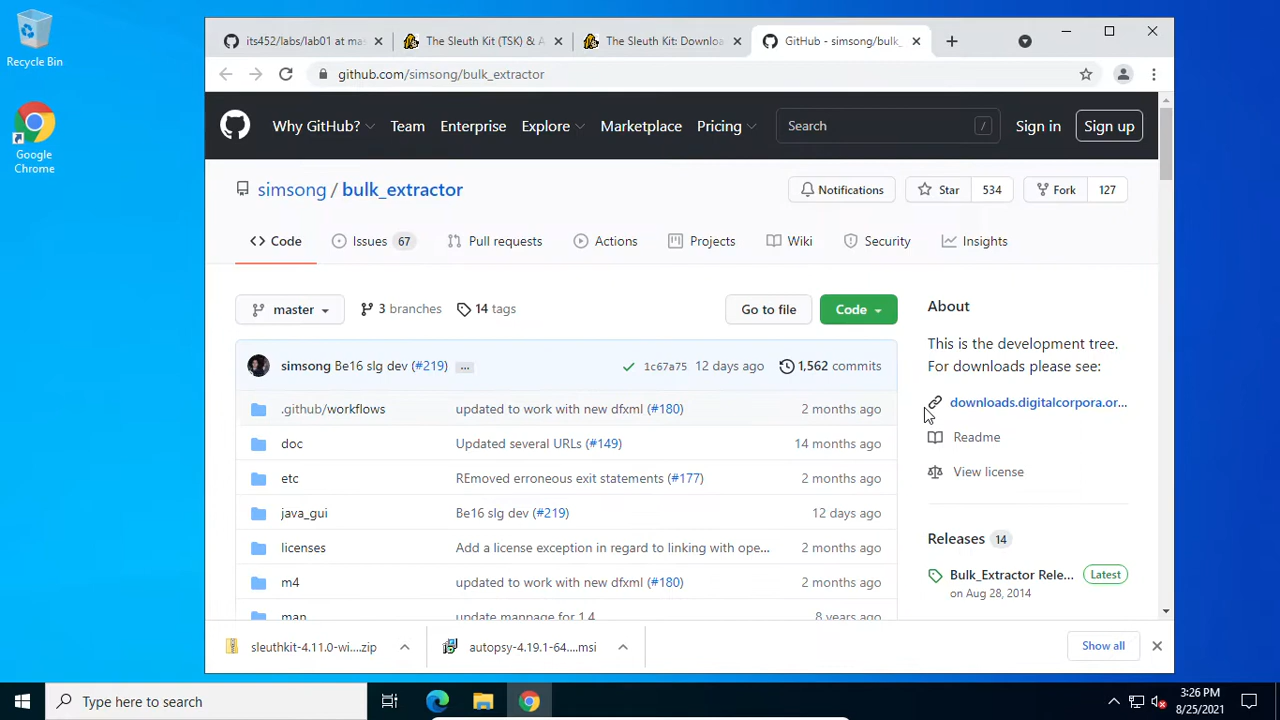 Recycle Bin
Google
Chrome
its452/labs/lab01 at mas
The Sleuth Kit (TSK) & A
The Sleuth Kit: Downloa
GitHub - simsong/bulk_
github.com/simsong/bulk_extractor
Why GitHub? Team Enterprise Explore Marketplace Pricing Search / Sign in Sign up
simsong / bulk_extractor Notifications Star 534 Fork 127
Code Issues 67 Pull requests Actions Projects Wiki Security Insights
master 3 branches 14 tags Go to file Code
simsong Be16 slg dev (#219) ... 1c67a75 12 days ago 1,562 commits
.github/workflows updated to work with new dfxml (#180) 2 months ago
doc Updated several URLs (#149) 14 months ago
etc REmoved erroneous exit statements (#177) 2 months ago
java_gui Be16 slg dev (#219) 12 days ago
licenses Add a license exception in regard to linking with ope... 2 months ago
m4 updated to work with new dfxml (#180) 2 months ago
man update manpage for 1.4 8 years ago
About
This is the development tree.
For downloads please see:
downloads.digitalcorpora.or...
Readme
View license
Releases 14
Bulk_Extractor Rele... Latest
on Aug 28, 2014
sleuthkit-4.11.0-wi....zip autopsy-4.19.1-64....msi Show all
Type here to search
3:26 PM
8/25/2021